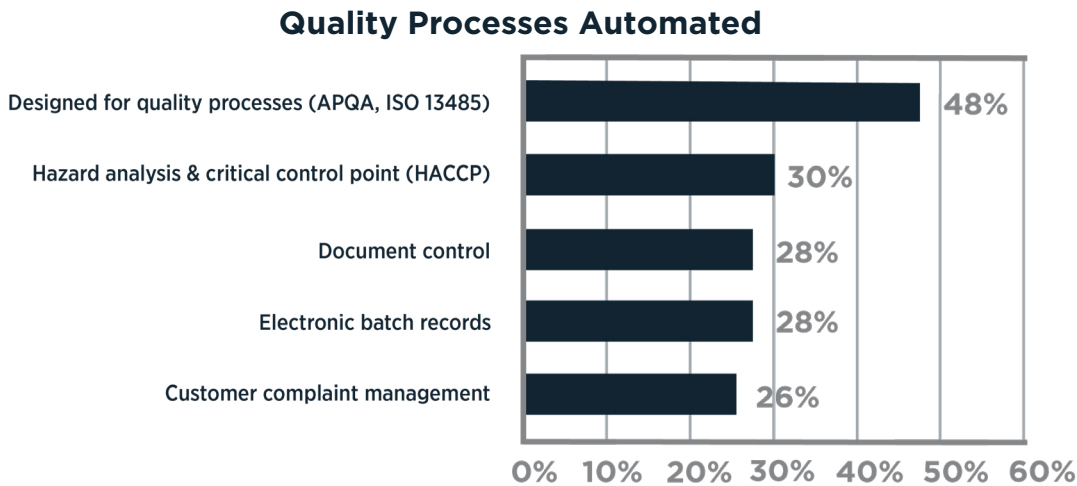 Quality Processes Automated
Designed for quality processes (APQA, ISO 13485)
48%
Hazard analysis & critical control point (HACCP)
30%
Document control
28%
Electronic batch records
28%
Customer complaint management
26%
0% 10% 20% 30% 40% 50% 60%